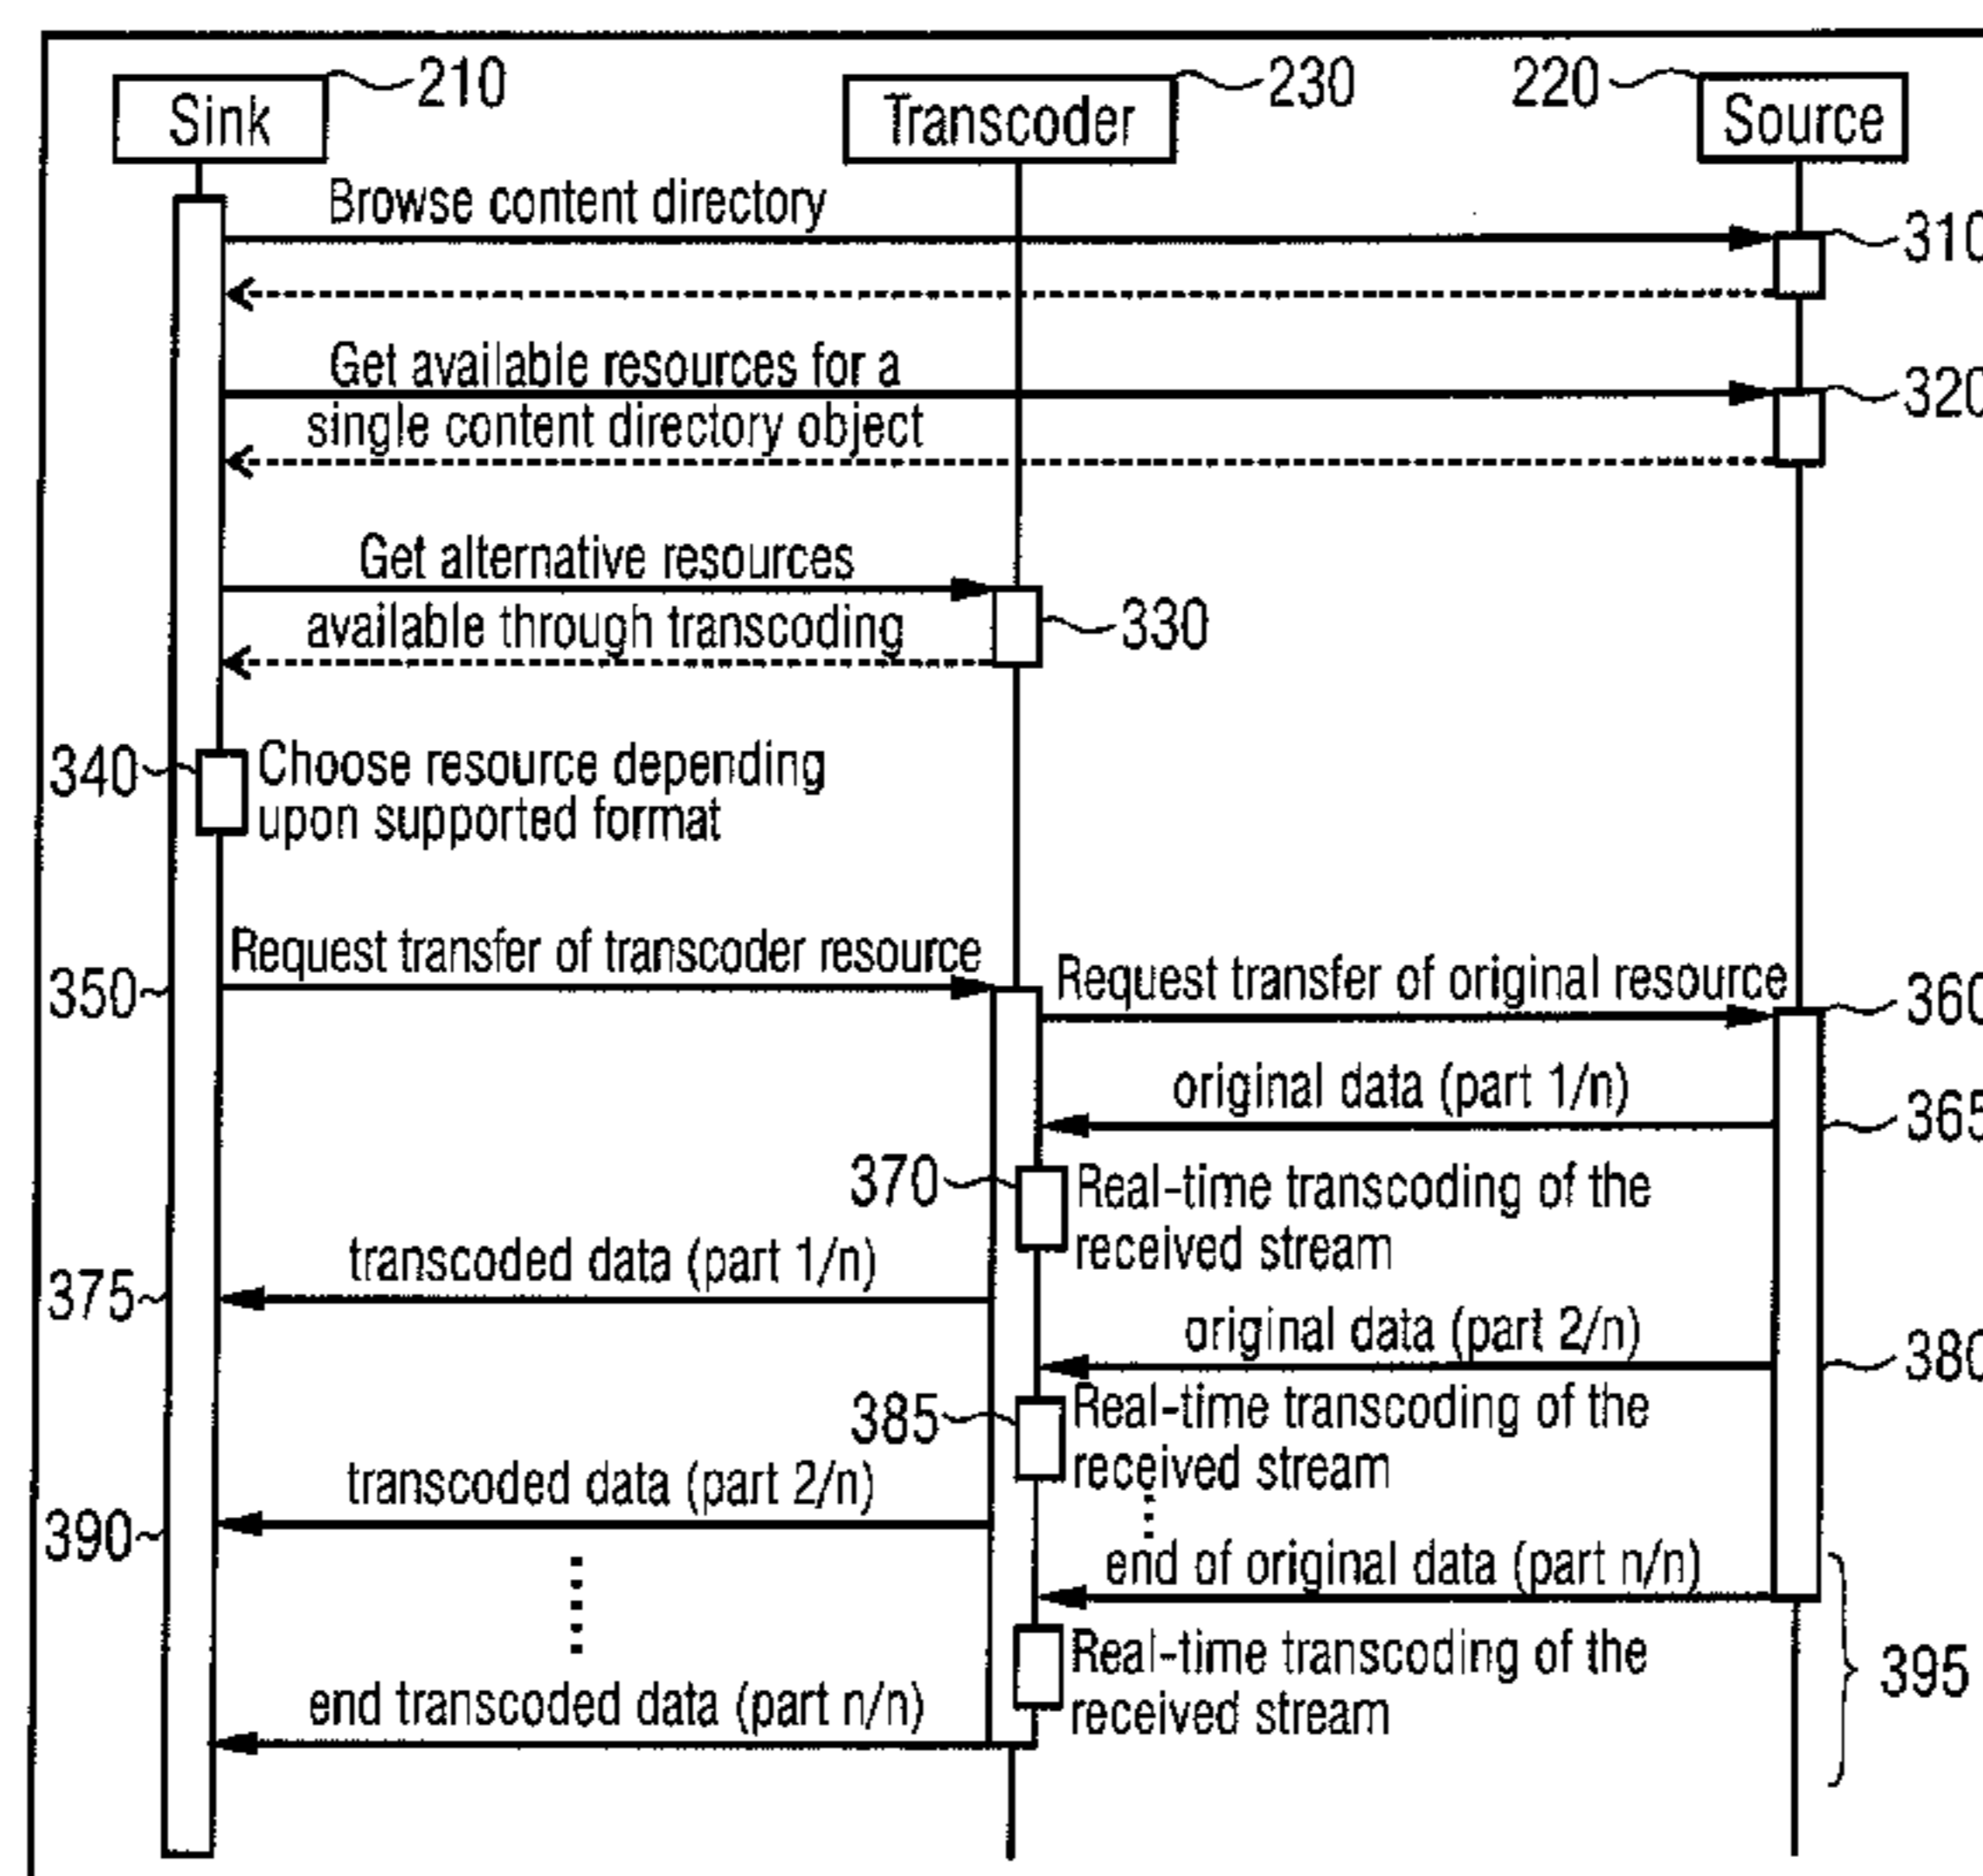 210
230
220
Sink
Transcoder
Source
Browse content directory
310
Get available resources for a
320
single content directory object
Get alternative resources
available through transcoding
330
340
Choose resource depending
upon supported format
Request transfer of transcoder resource
350
Request transfer of original resource
360
original data (part 1/n)
365
370
Real-time transcoding of the
received stream
transcoded data (part 1/n)
375
original data (part 2/n)
380
385
Real-time transcoding of the
received stream
transcoded data (part 2/n)
390
end of original data (part n/n)
Real-time transcoding of the
received stream
395
end transcoded data (part n/n)